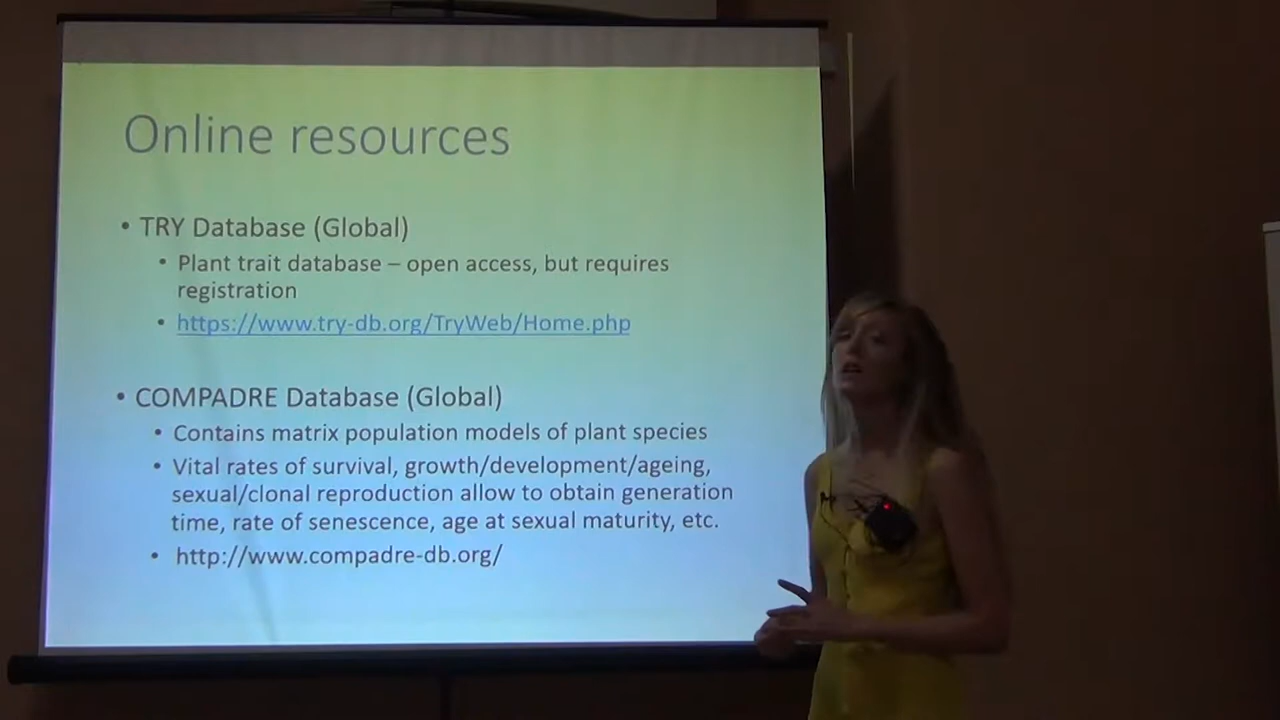 Online resources
• TRY Database (Global)
• Plant trait database – open access, but requires
registration
• https://www.try-db.org/TryWeb/Home.php
• COMPADRE Database (Global)
• Contains matrix population models of plant species
• Vital rates of survival, growth/development/ageing,
sexual/clonal reproduction allow to obtain generation
time, rate of senescence, age at sexual maturity, etc.
• http://www.compadre-db.org/